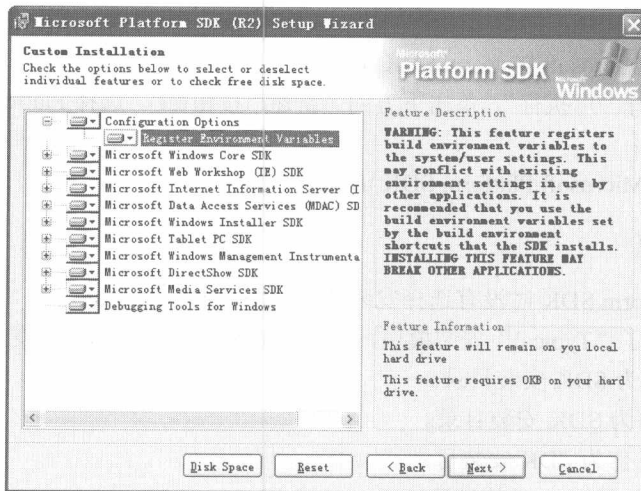 Microsoft Platform SDK (R2) Setup Wizard
Custom Installation
Check the options below to select or deselect
individual features or to check free disk space.
Microsoft
Platform SDK
Microsoft
Windows
Configuration Options
Register Environment Variables
Microsoft Windows Core SDK
Microsoft Web Workshop (IE) SDK
Microsoft Internet Information Server (I
Microsoft Data Access Services (MDAC) SD
Microsoft Windows Installer SDK
Microsoft Tablet PC SDK
Microsoft Windows Management Instrumenta
Microsoft DirectShow SDK
Microsoft Media Services SDK
Debugging Tools for Windows
Feature Description
WARNING: This feature registers
build environment variables to
the system/user settings. This
may conflict with existing
environment settings in use by
other applications. It is
recommended that you use the
build environment variables set
by the build environment
shortcuts that the SDK installs.
INSTALLING THIS FEATURE MAY
BREAK OTHER APPLICATIONS.
Feature Information
This feature will remain on you local
hard drive
This feature requires 0KB on your hard
drive.
Disk Space
Reset
< Back
Next >
Cancel